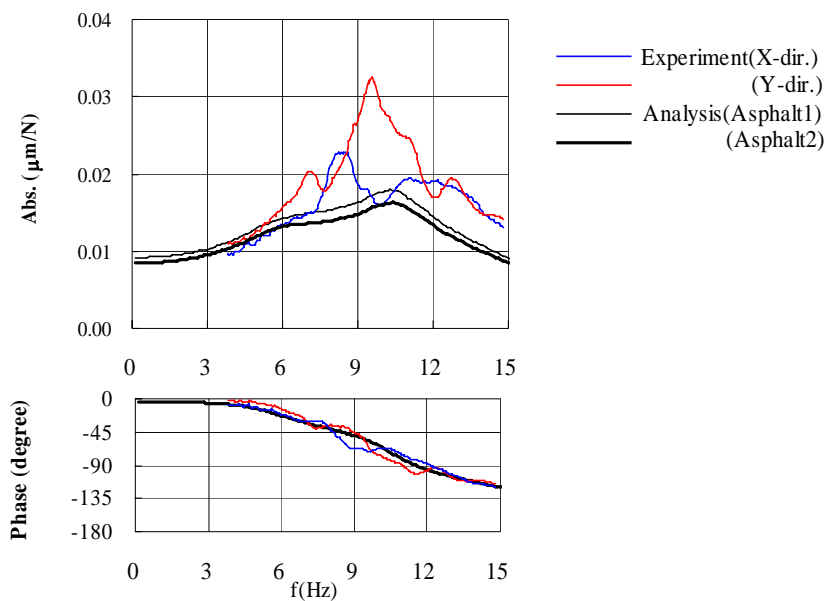 0.04
0.03
0.02
0.01
0.00
Abs. (μm/N)
0 3 6 9 12 15
Experiment(X-dir.)
(Y-dir.)
Analysis(Asphalt1)
(Asphalt2)
0
-45
-90
-135
-180
Phase (degree)
0 3 6 9 12 15
f(Hz)